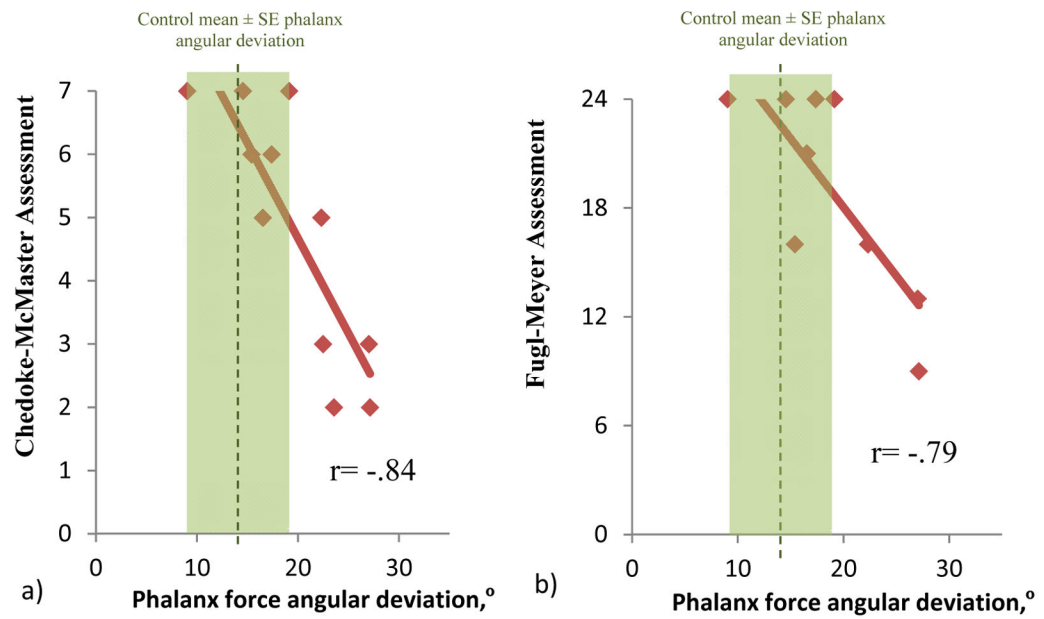 Control mean ± SE phalanx
angular deviation
Chedoke-McMaster Assessment
7
6
5
4
3
2
1
0
0
10
20
30
r= -.84
a)
Phalanx force angular deviation,º
Control mean ± SE phalanx
angular deviation
Fugl-Meyer Assessment
24
18
12
6
0
0
10
20
30
r= -.79
b)
Phalanx force angular deviation,º